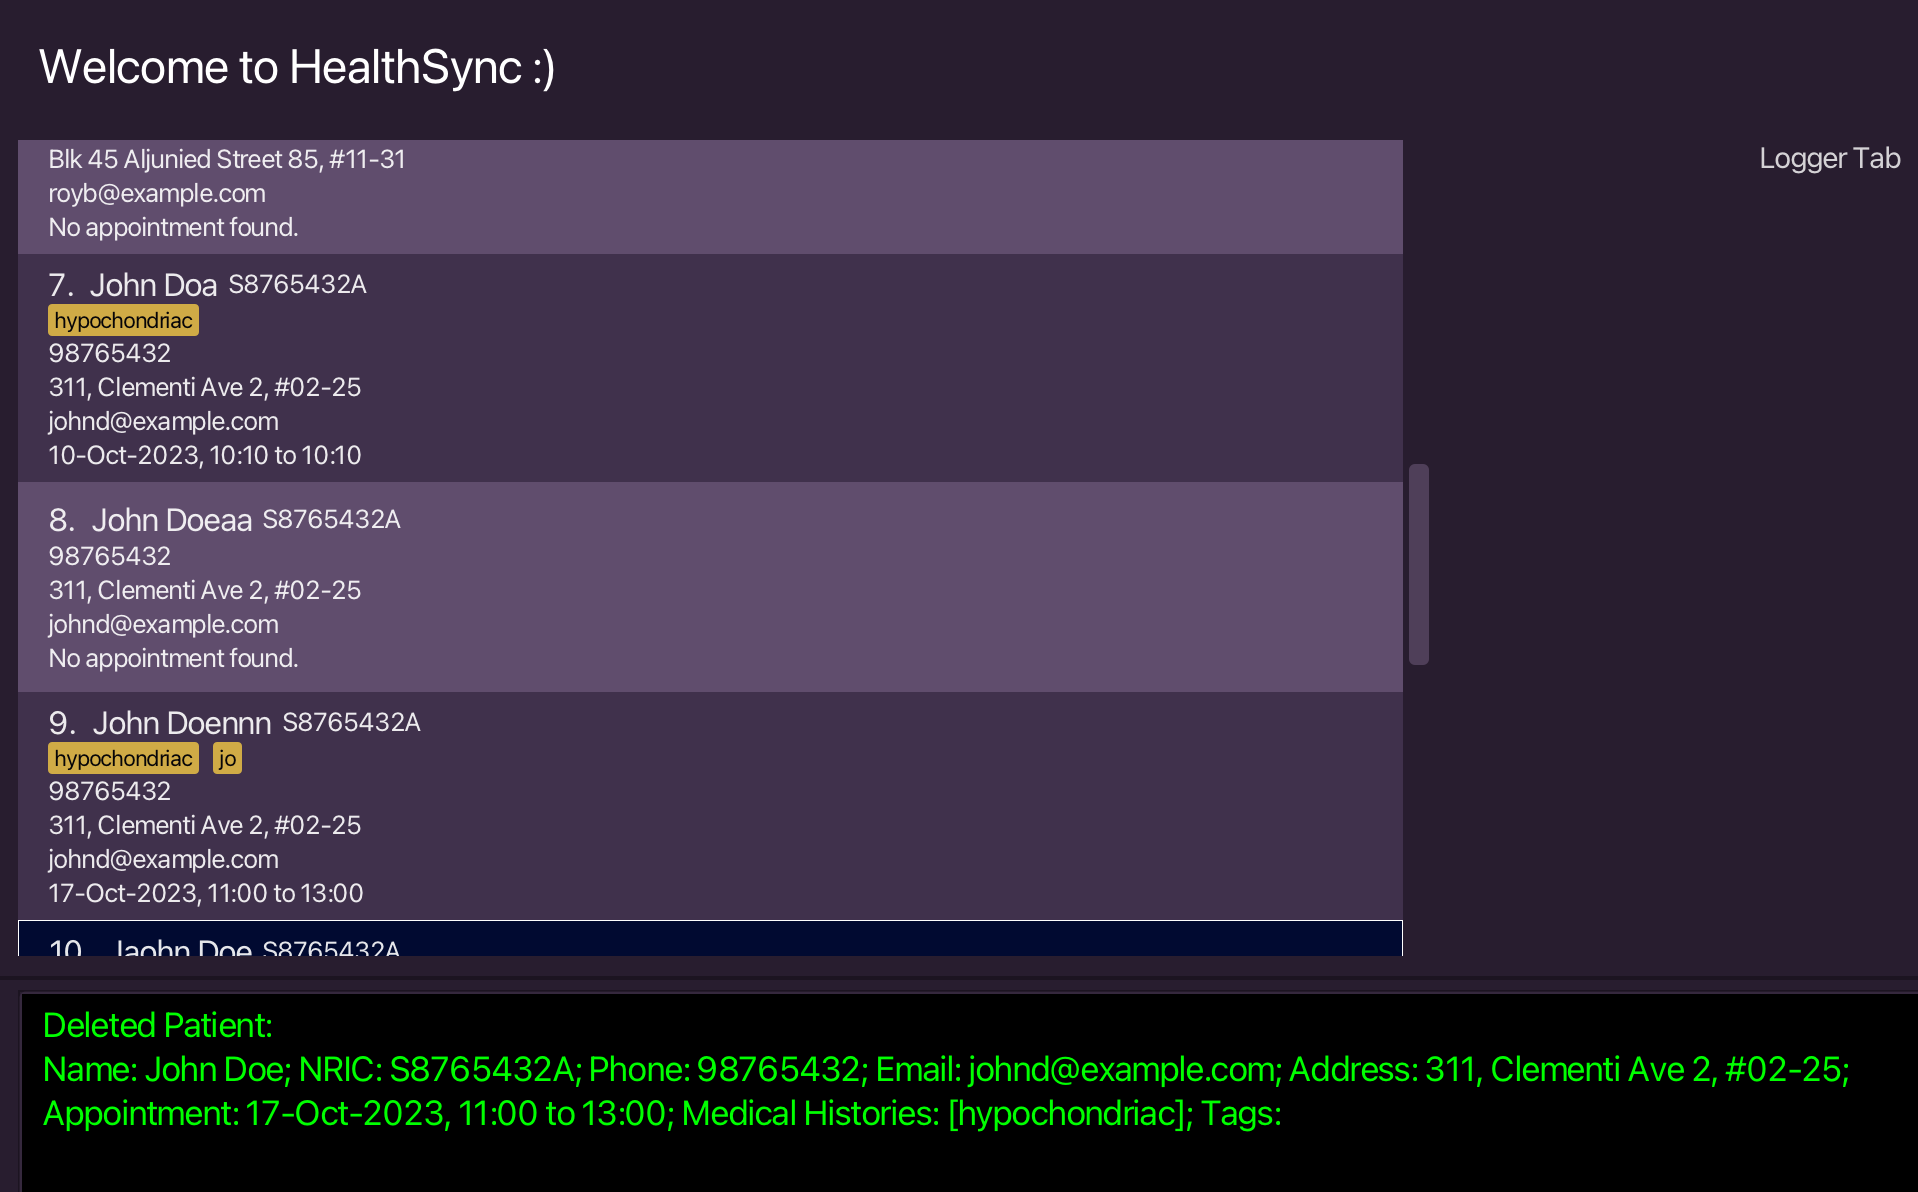 Welcome to HealthSync :)
Logger Tab
Blk 45 Aljunied Street 85, #11-31
royb@example.com
No appointment found.
7. John Doa S8765432A
hypochondriac
98765432
311, Clementi Ave 2, #02-25
johnd@example.com
10-Oct-2023, 10:10 to 10:10
8. John Doeaa S8765432A
98765432
311, Clementi Ave 2, #02-25
johnd@example.com
No appointment found.
9. John Doennn S8765432A
hypochondriac jo
98765432
311, Clementi Ave 2, #02-25
johnd@example.com
17-Oct-2023, 11:00 to 13:00
10. Jaohn Doe S8765432A
Deleted Patient:
Name: John Doe; NRIC: S8765432A; Phone: 98765432; Email: johnd@example.com; Address: 311, Clementi Ave 2, #02-25;
Appointment: 17-Oct-2023, 11:00 to 13:00; Medical Histories: [hypochondriac]; Tags: